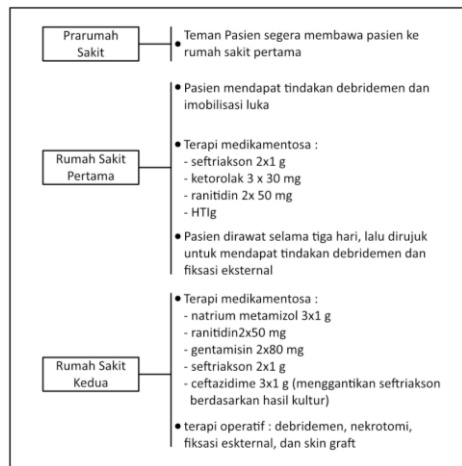 Prarumah
Sakit
• Teman Pasien segera membawa pasien ke
rumah sakit pertama
• Pasien mendapat tindakan debridemen dan
imobilisasi luka
Rumah Sakit
Pertama
• Terapi medikamentosa :
- seftriakson 2x1 g
- ketorolak 3 x 30 mg
- ranitidin 2x 50 mg
- HTIg
• Pasien dirawat selama tiga hari, lalu dirujuk
untuk mendapat tindakan debridemen dan
fiksasi eksternal
Rumah Sakit
Kedua
• Terapi medikamentosa :
- natrium metamizol 3x1 g
- ranitidin2x50 mg
- gentamisin 2x80 mg
- seftriakson 2x1 g
- ceftazidime 3x1 g (menggantikan seftriakson
berdasarkan hasil kultur)
• terapi operatif : debridemen, nekrotomi,
fiksasi eskternal, dan skin graft